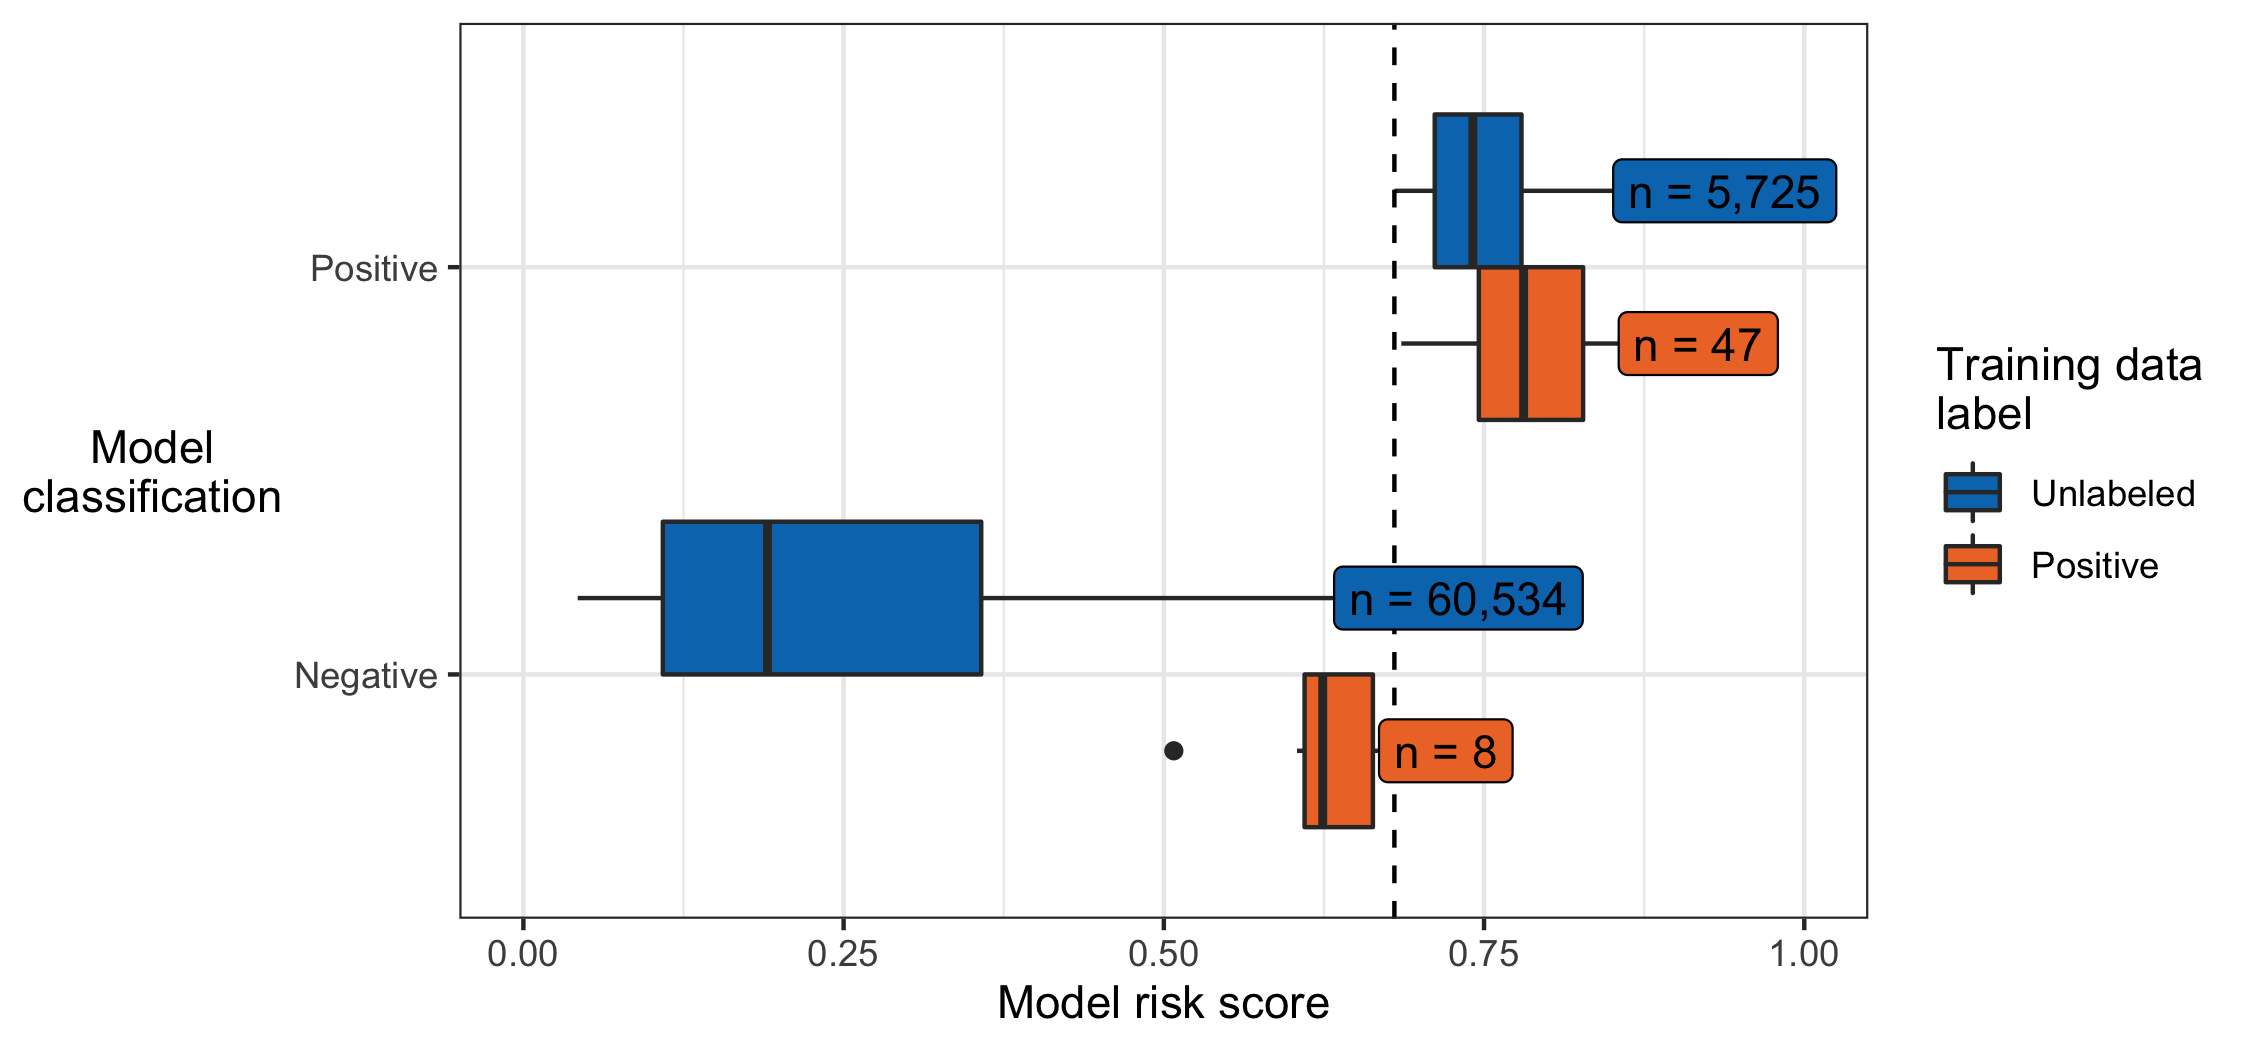 Model
classification
Positive
Negative
n = 5,725
n = 47
n = 60,534
n = 8
0.00
0.25
0.50
0.75
1.00
Model risk score
Training data
label
Unlabeled
Positive